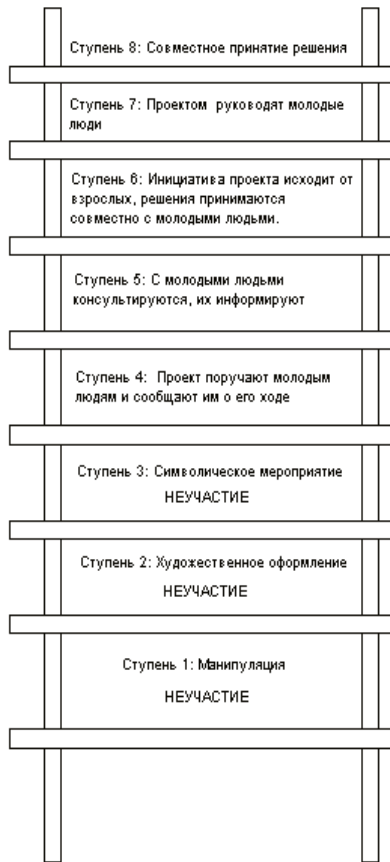 Ступень 8: Совместное принятие решения
Ступень 7: Проектом руководят молодые
люди
Ступень 6: Инициатива проекта исходит от
взрослых, решения принимаются
совместно с молодыми людьми.
Ступень 5: С молодыми людьми
консультируются, их информируют
Ступень 4: Проект поручают молодым
людям и сообщают им о его ходе
Ступень 3: Символическое мероприятие
НЕУЧАСТИЕ
Ступень 2: Художественное оформление
НЕУЧАСТИЕ
Ступень 1: Манипуляция
НЕУЧАСТИЕ